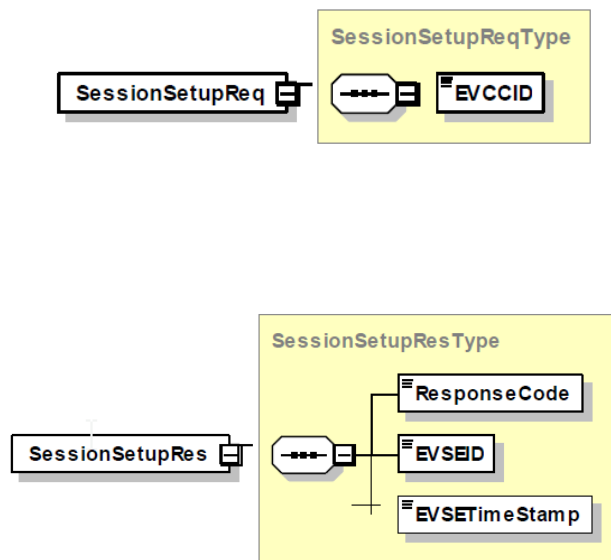 SessionSetupReqType
SessionSetupReq
EVCCID
SessionSetupResType
ResponseCode
SessionSetupRes
EVSEID
EVSETimeStamp